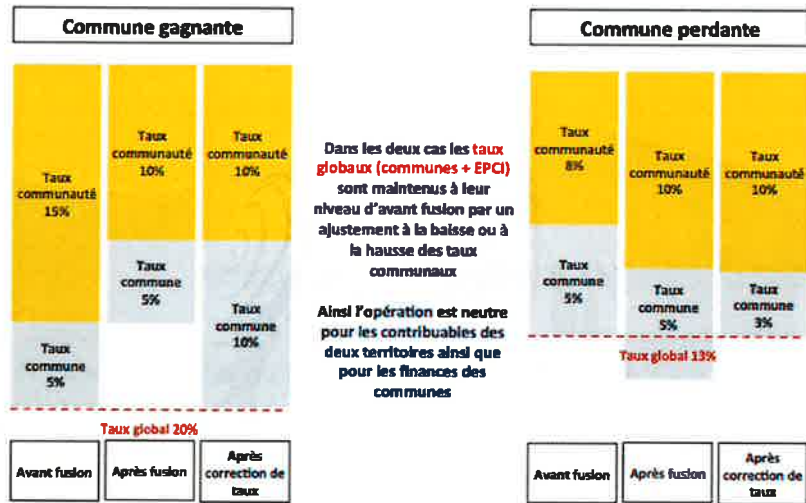 Commune gagnante
Taux
communauté
15%
Taux
commune
5%
Taux
communauté
10%
Taux
commune
5%
Taux
communauté
10%
Taux
commune
10%
Taux global 20%
Avant fusion
Après fusion
Après
correction de
taux
Dans les deux cas les taux
globaux (communes + EPCI)
sont maintenus à leur
niveau d'avant fusion par un
ajustement à la baisse ou à
la hausse des taux
communaux
Ainsi l'opération est neutre
pour les contribuables des
deux territoires ainsi que
pour les finances des
communes
Commune perdante
Taux
communauté
8%
Taux
commune
5%
Taux
communauté
10%
Taux
commune
5%
Taux
communauté
10%
Taux
commune
3%
Taux global 13%
Avant fusion
Après fusion
Après
correction de
taux